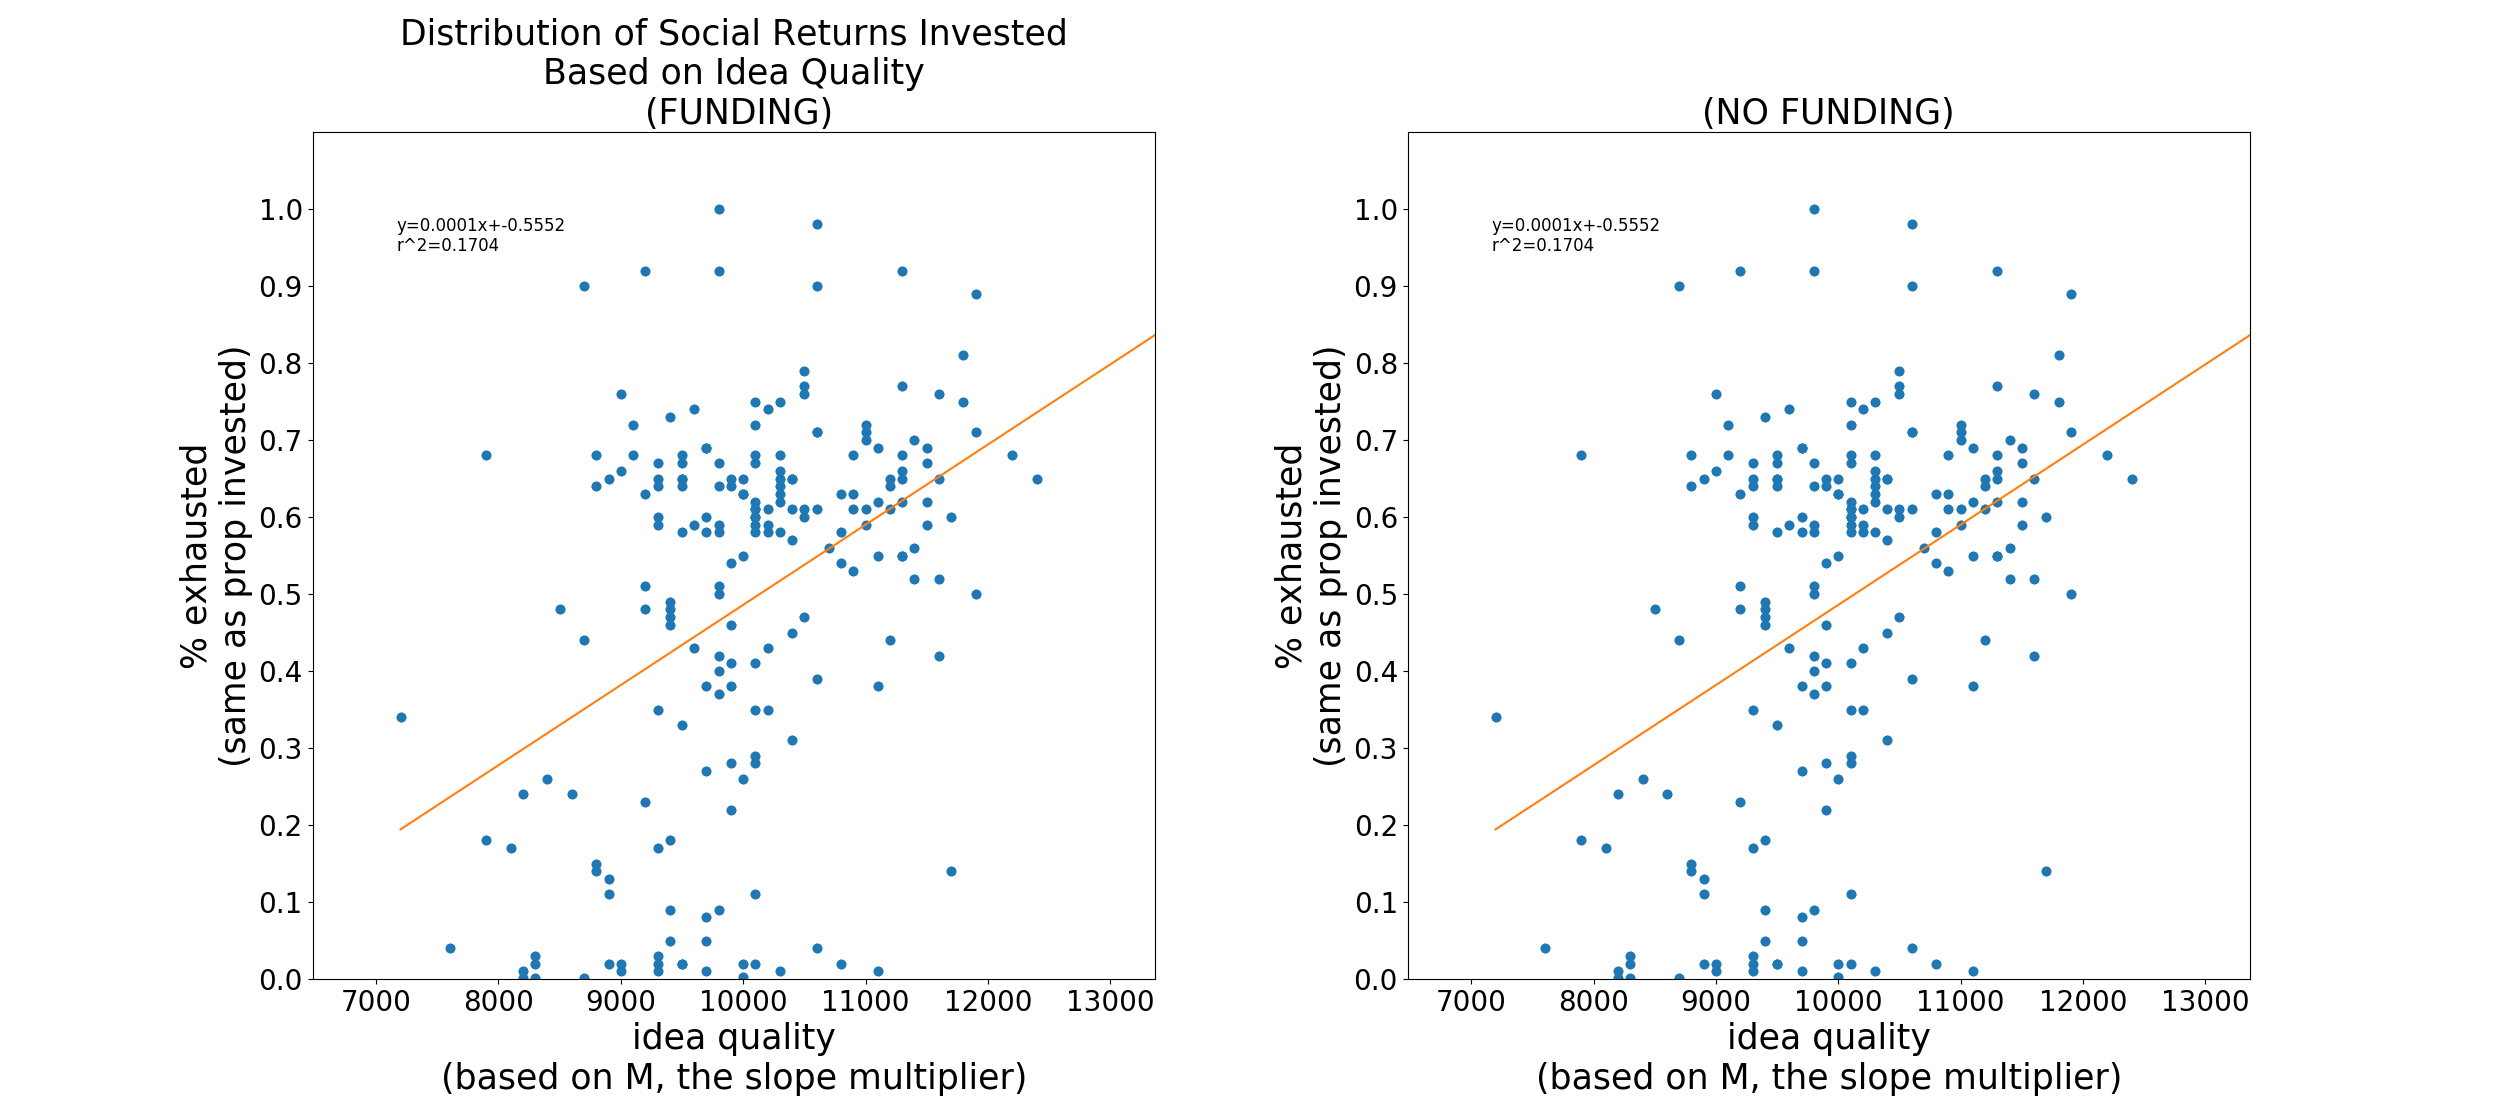 Distribution of Social Returns Invested
Based on Idea Quality
(FUNDING)
y=0.0001x+-0.5552
r^2=0.1704
1.0
0.9
0.8
0.7
0.6
0.5
0.4
0.3
0.2
0.1
0.0
% exhausted
(same as prop invested)
7000 8000 9000 10000 11000 12000 13000
idea quality
(based on M, the slope multiplier)
(NO FUNDING)
y=0.0001x+-0.5552
r^2=0.1704
1.0
0.9
0.8
0.7
0.6
0.5
0.4
0.3
0.2
0.1
0.0
% exhausted
(same as prop invested)
7000 8000 9000 10000 11000 12000 13000
idea quality
(based on M, the slope multiplier)